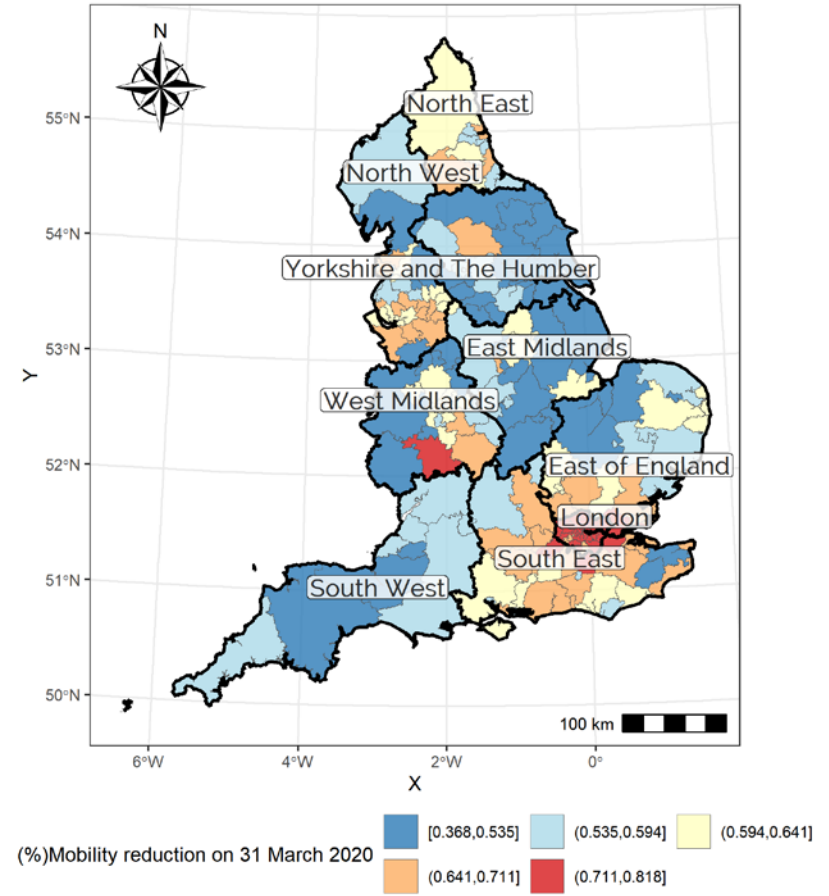 N
55°N
North East
North West
54°N
Yorkshire and The Humber
53°N
East Midlands
West Midlands
52°N
East of England
London
South East
51°N
South West
50°N
100 km
6°W 4°W 2°W 0°
X
Y
(%)Mobility reduction on 31 March 2020
[0.368,0.535] (0.535,0.594] (0.594,0.641]
(0.641,0.711] (0.711,0.818]